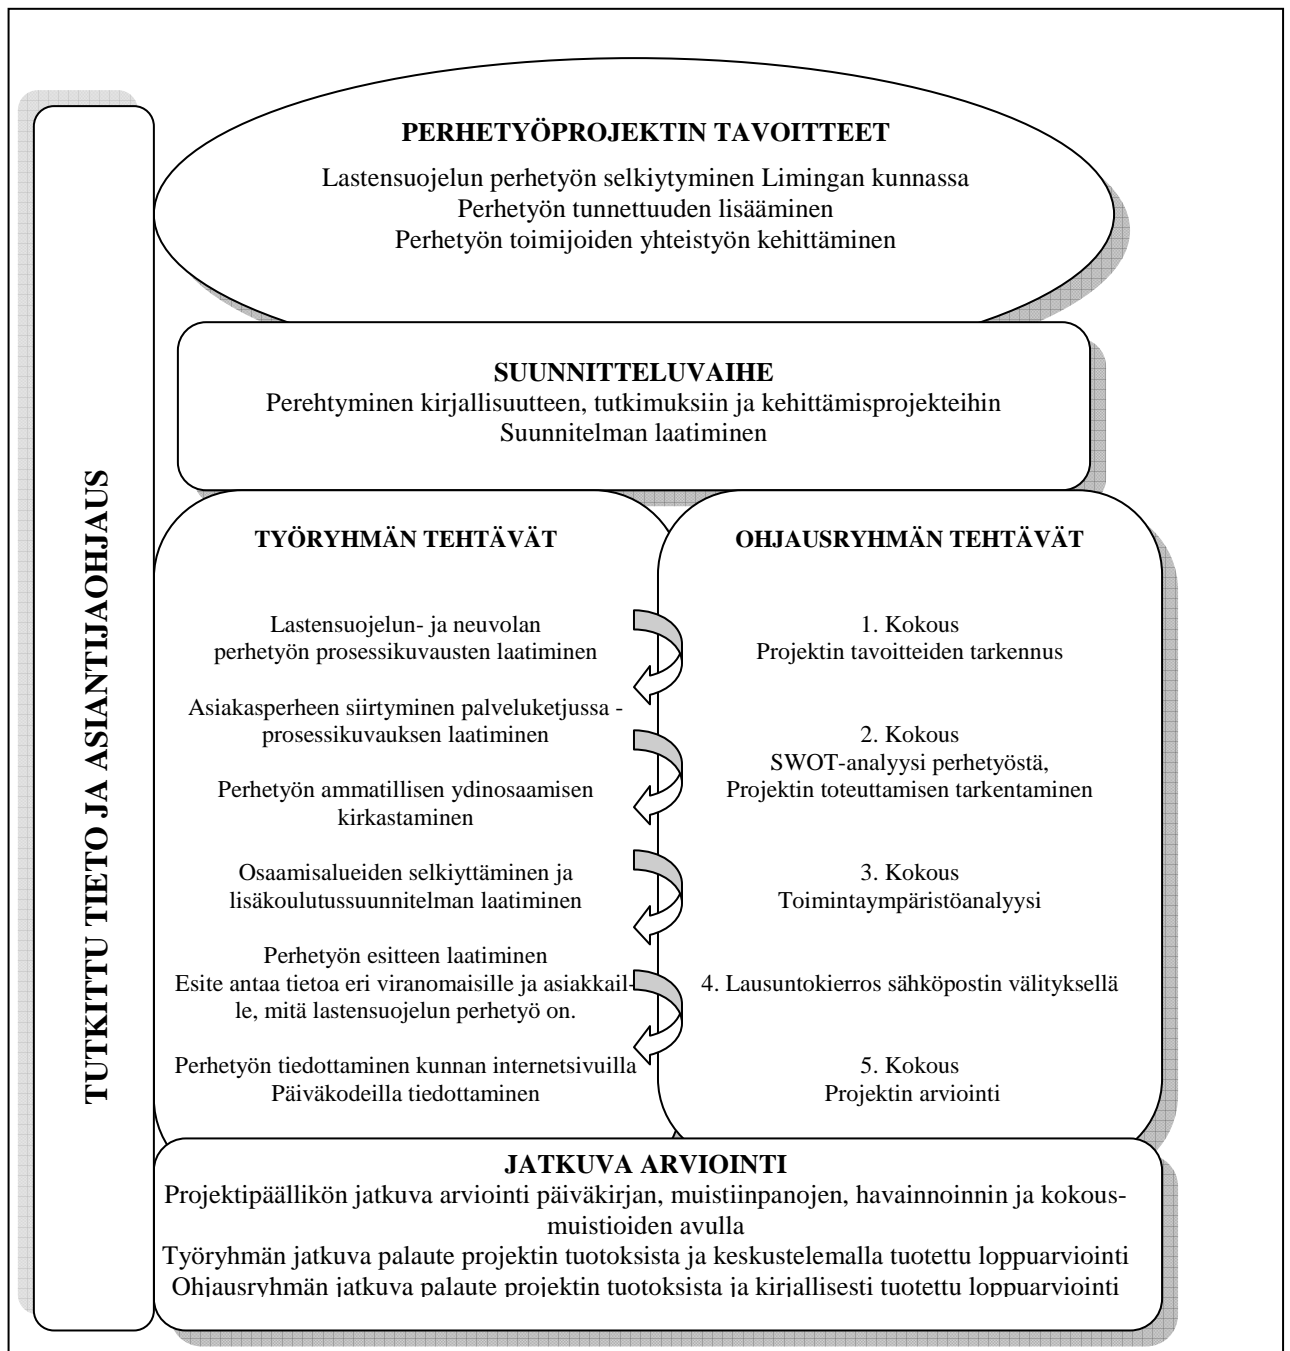 PERHETYÖPROJEKTIN TAVOITTEET
Lastensuojelun perhetyön selkiytyminen Limingan kunnassa
Perhetyön tunnettuuden lisääminen
Perhetyön toimijoiden yhteistyön kehittäminen
SUUNNITTELUVAIHE
Perehtyminen kirjallisuuteen, tutkimuksiin ja kehittämisprojekteihin
Suunnitelman laatiminen
TUTKITTU TIETO JA ASIANTIJAOHJAUS
TYÖRYHMÄN TEHTÄVÄT
Lastensuojelun- ja neuvolan
perhetyön prosessikuvausten laatiminen
Asiakasperheen siirtyminen palveluketjussa -
prosessikuvauksen laatiminen
Perhetyön ammatillisen ydinosaamisen
kirkastaminen
Osaamisalueiden selkiyttäminen ja
lisäkoulutussuunnitelman laatiminen
Perhetyön esitteen laatiminen
Esite antaa tietoa eri viranomaisille ja asiakkail-
le, mitä lastensuojelun perhetyö on.
Perhetyön tiedottaminen kunnan internetsivuilla
Päiväkodeilla tiedottaminen
OHJAUSRYHMÄN TEHTÄVÄT
1. Kokous
Projektin tavoitteiden tarkennus
2. Kokous
SWOT-analyysi perhetyöstä,
Projektin toteuttamisen tarkentaminen
3. Kokous
Toimintaympäristöanalyysi
4. Lausuntokierros sähköpostin välityksellä
5. Kokous
Projektin arviointi
JATKUVA ARVIOINTI
Projektipäällikön jatkuva arviointi päiväkirjan, muistiinpanojen, havainnoinnin ja kokous-
muistioiden avulla
Työryhmän jatkuva palaute projektin tuotoksista ja keskustelemalla tuotettu loppuarviointi
Ohjausryhmän jatkuva palaute projektin tuotoksista ja kirjallisesti tuotettu loppuarviointi